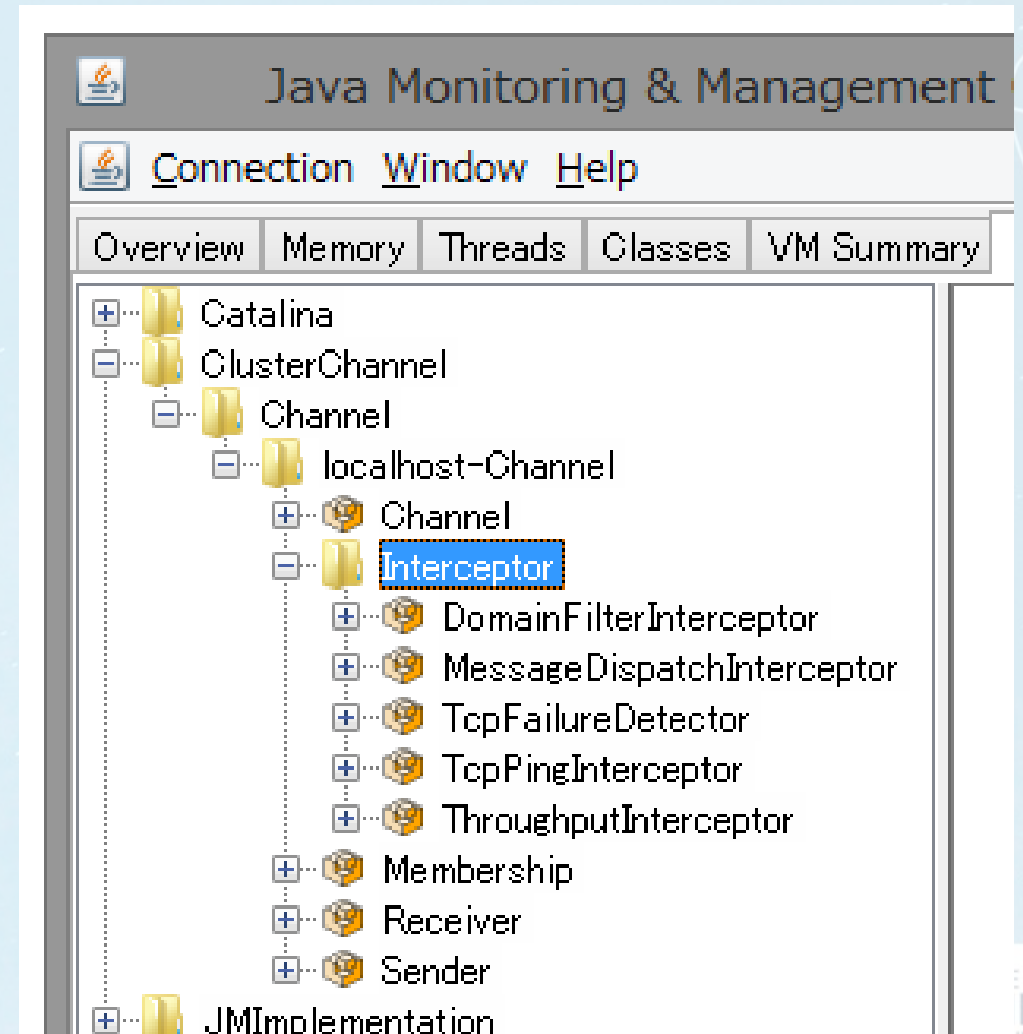 Java Monitoring & Management
Connection Window Help
Overview Memory Threads Classes VM Summary
Catalina
ClusterChannel
Channel
localhost-Channel
Channel
Interceptor
DomainFilterInterceptor
MessageDispatchInterceptor
TcpFailureDetector
TcpPingInterceptor
ThroughputInterceptor
Membership
Receiver
Sender
JMImplementation